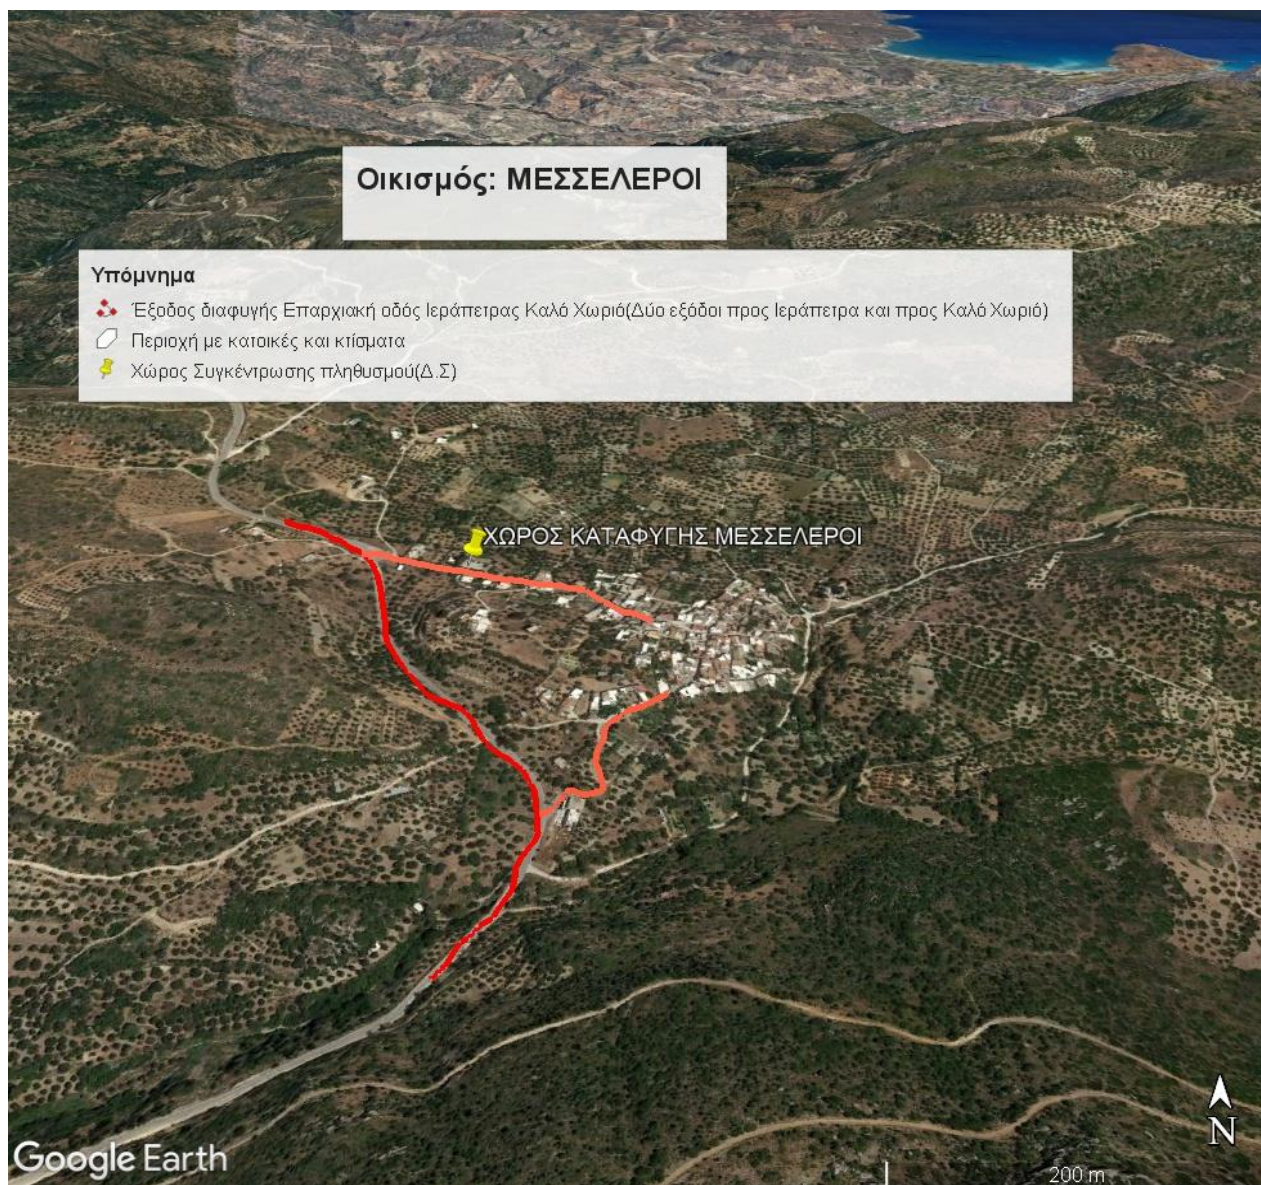 Οικισμός: ΜΕΣΣΕΛΕΡΟΙ
Υπόμνημα
Έξοδος διαφυγής Επαρχιακή οδός Ιεράπετρας Καλό Χωριό(Δύο εξόδοι προς Ιεράπετρα και προς Καλό Χωριό)
Περιοχή με κατοικές και κτίσματα
Χώρος Συγκέντρωσης πληθυσμού(Δ.Σ)
ΧΩΡΟΣ ΚΑΤΑΦΥΓΗΣ ΜΕΣΣΕΛΕΡΟΙ
N
Google Earth
200 m